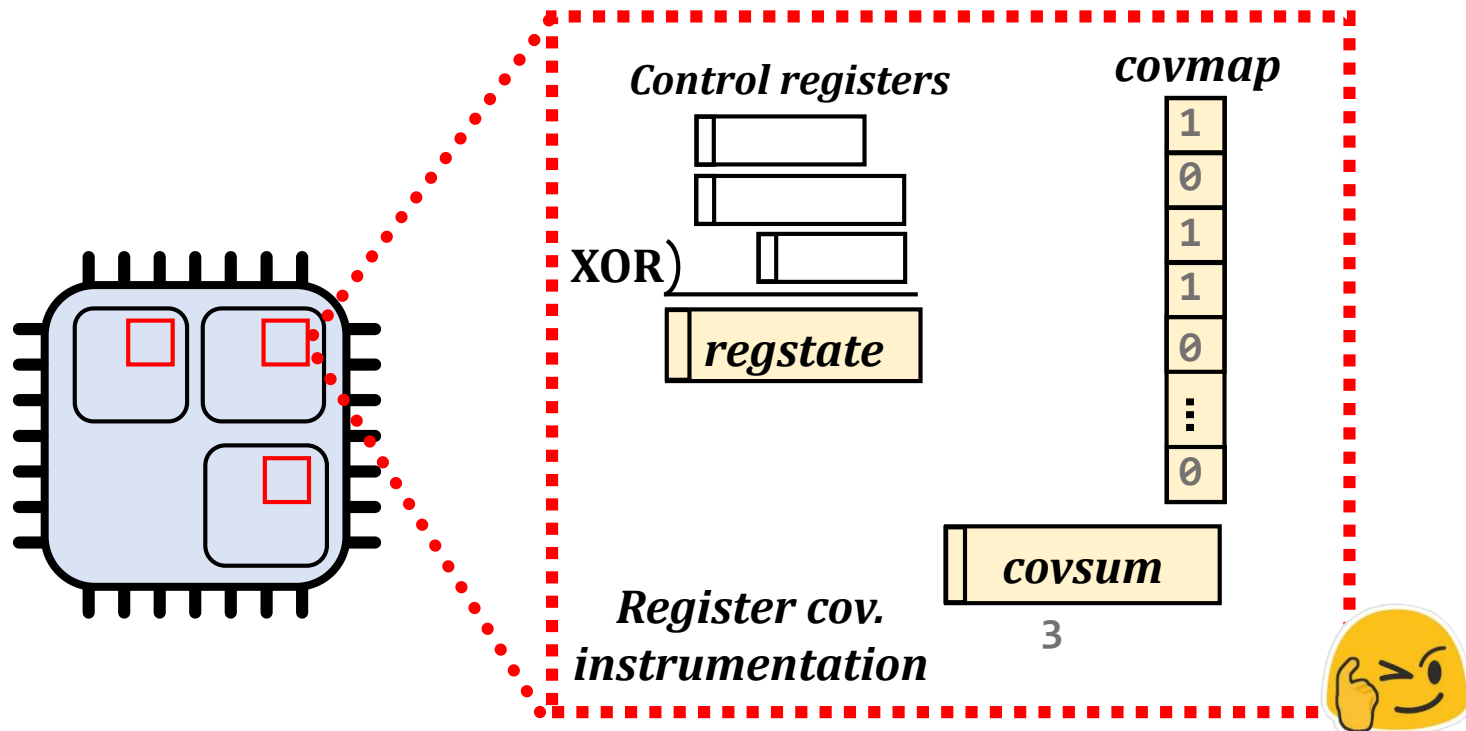 Control registers
covmap
1
0
1
1
0
⋮
0
XOR)
regstate
covsum
3
Register cov.
instrumentation